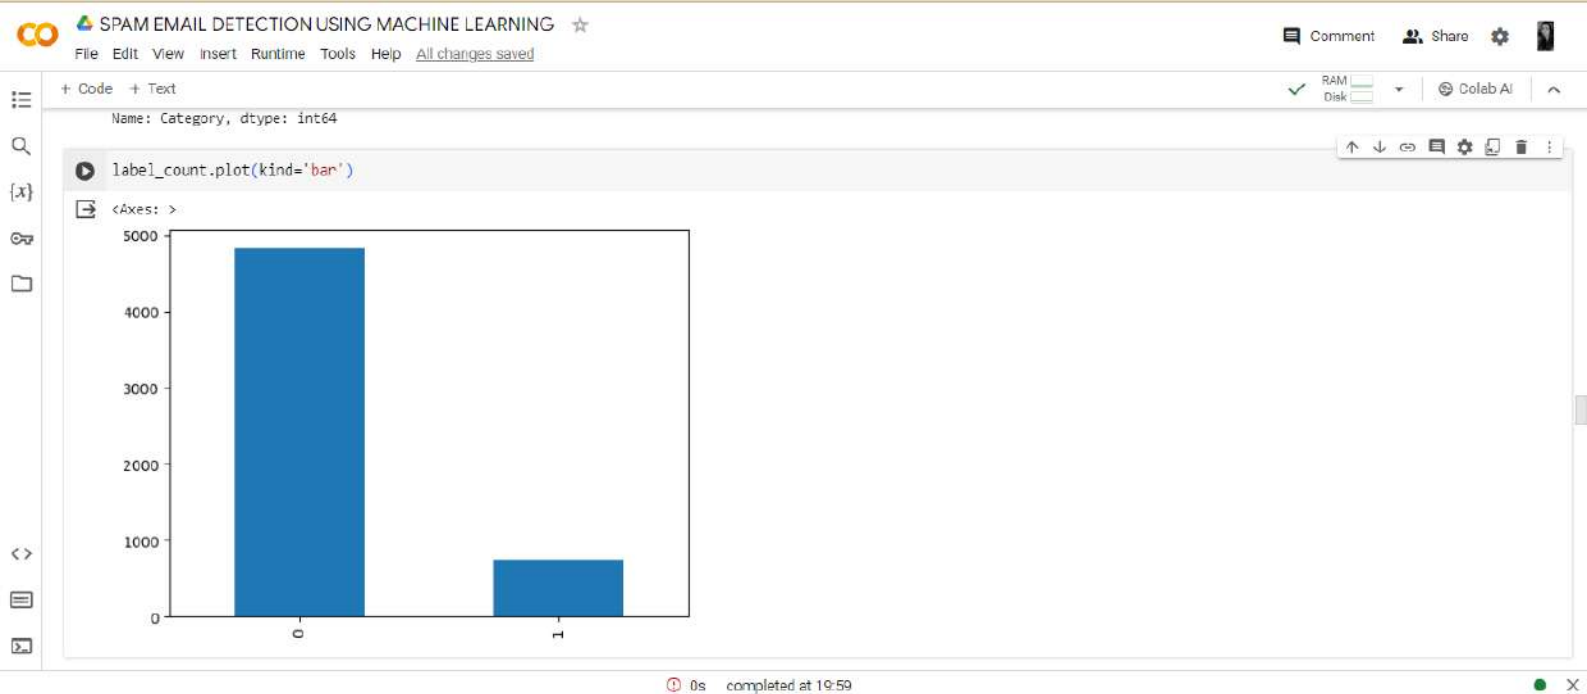 SPAM EMAIL DETECTION USING MACHINE LEARNING
File Edit View Insert Runtime Tools Help All changes saved
Comment Share
+ Code + Text
RAM
Disk
Colab AI
Name: Category, dtype: int64
{x}
label_count.plot(kind='bar')
<Axes: >
5000
4000
3000
2000
1000
0
0 1
0s completed at 19:59